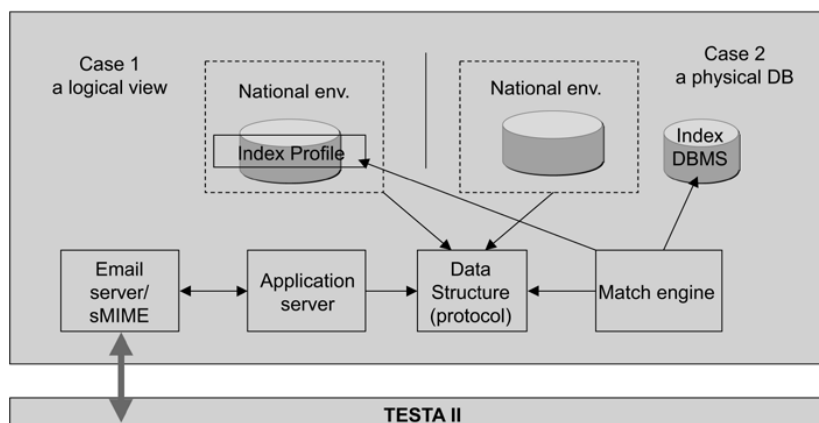 Case 1
a logical view
National env.
Index Profile
National env.
Case 2
a physical DB
Index
DBMS
Email
server/
sMIME
Application
server
Data
Structure
(protocol)
Match engine
TESTA II